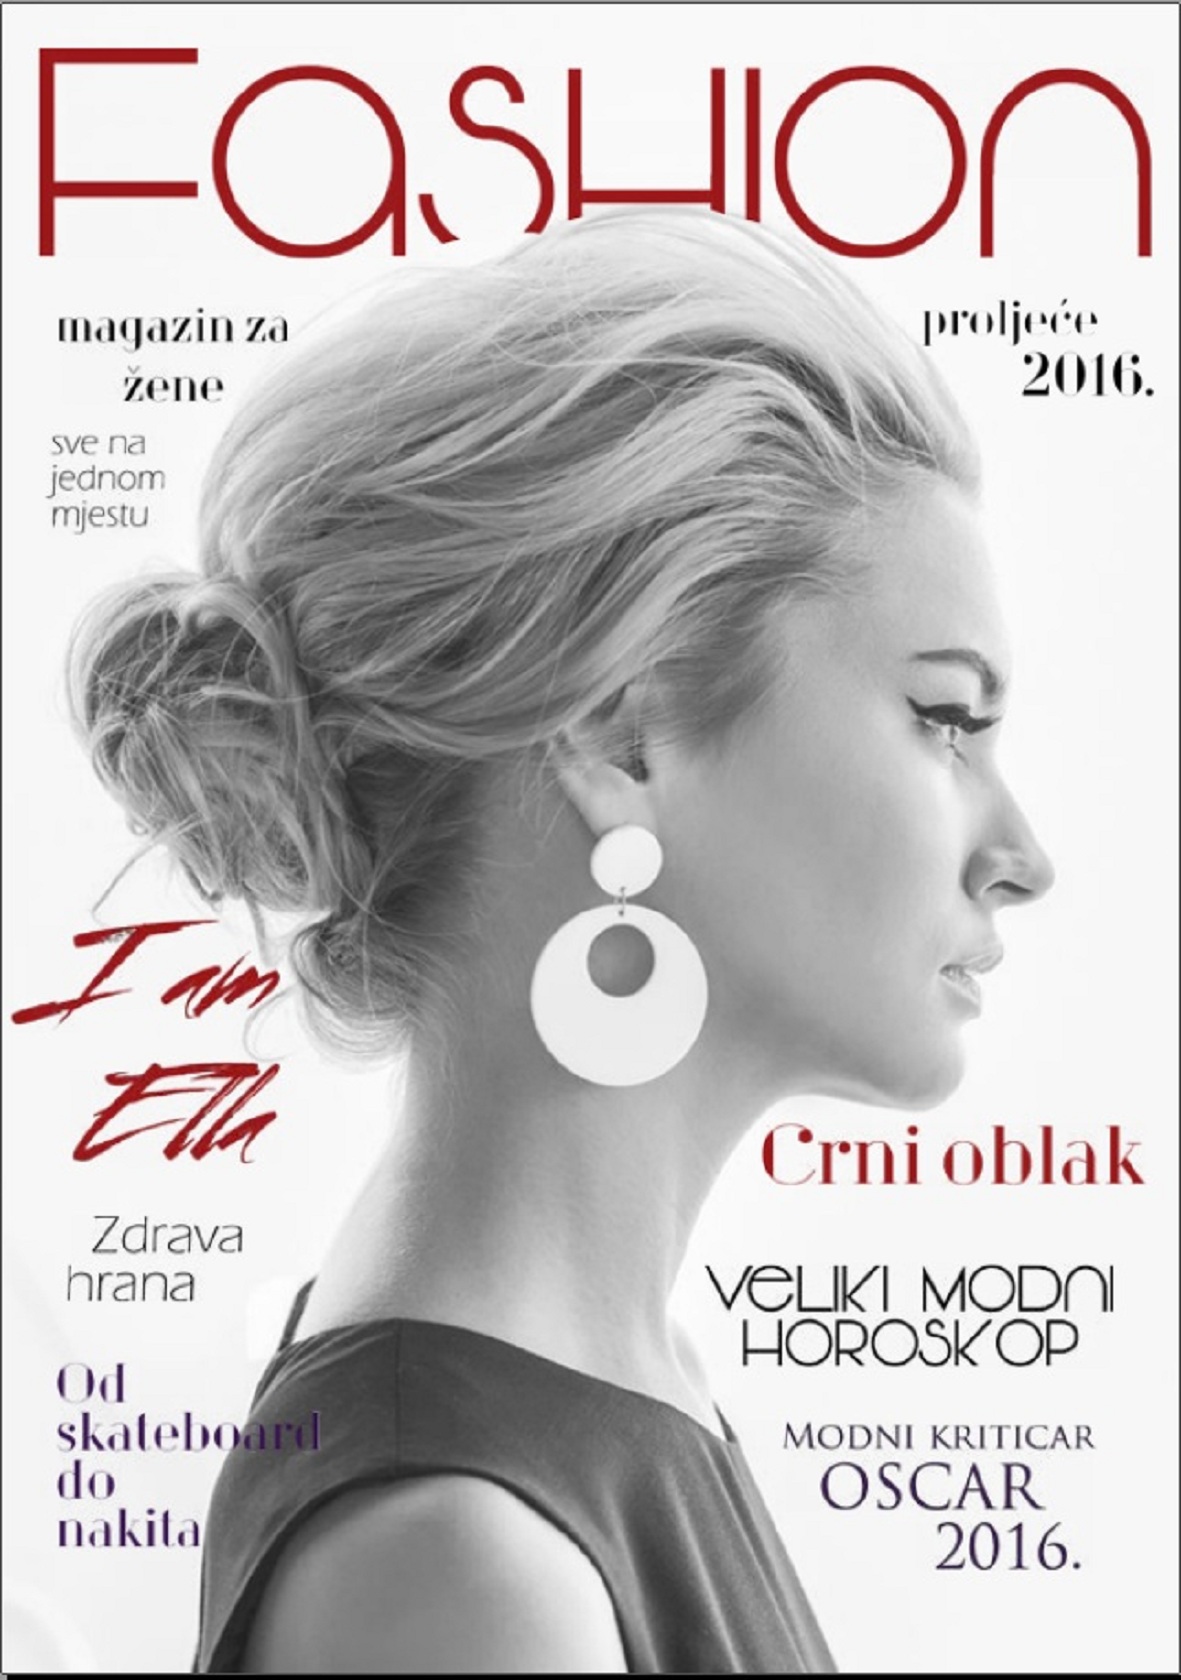 FaSHION
magazin za
žene
proljeće
2016.
sve na
jednom
mjestu
I am
Ella
Zdrava
hrana
Od
skateboard
do
nakita
Crni oblak
VeLIKI MODNI
HOROSKOP
MODNI KRITICAR
OSCAR
2016.